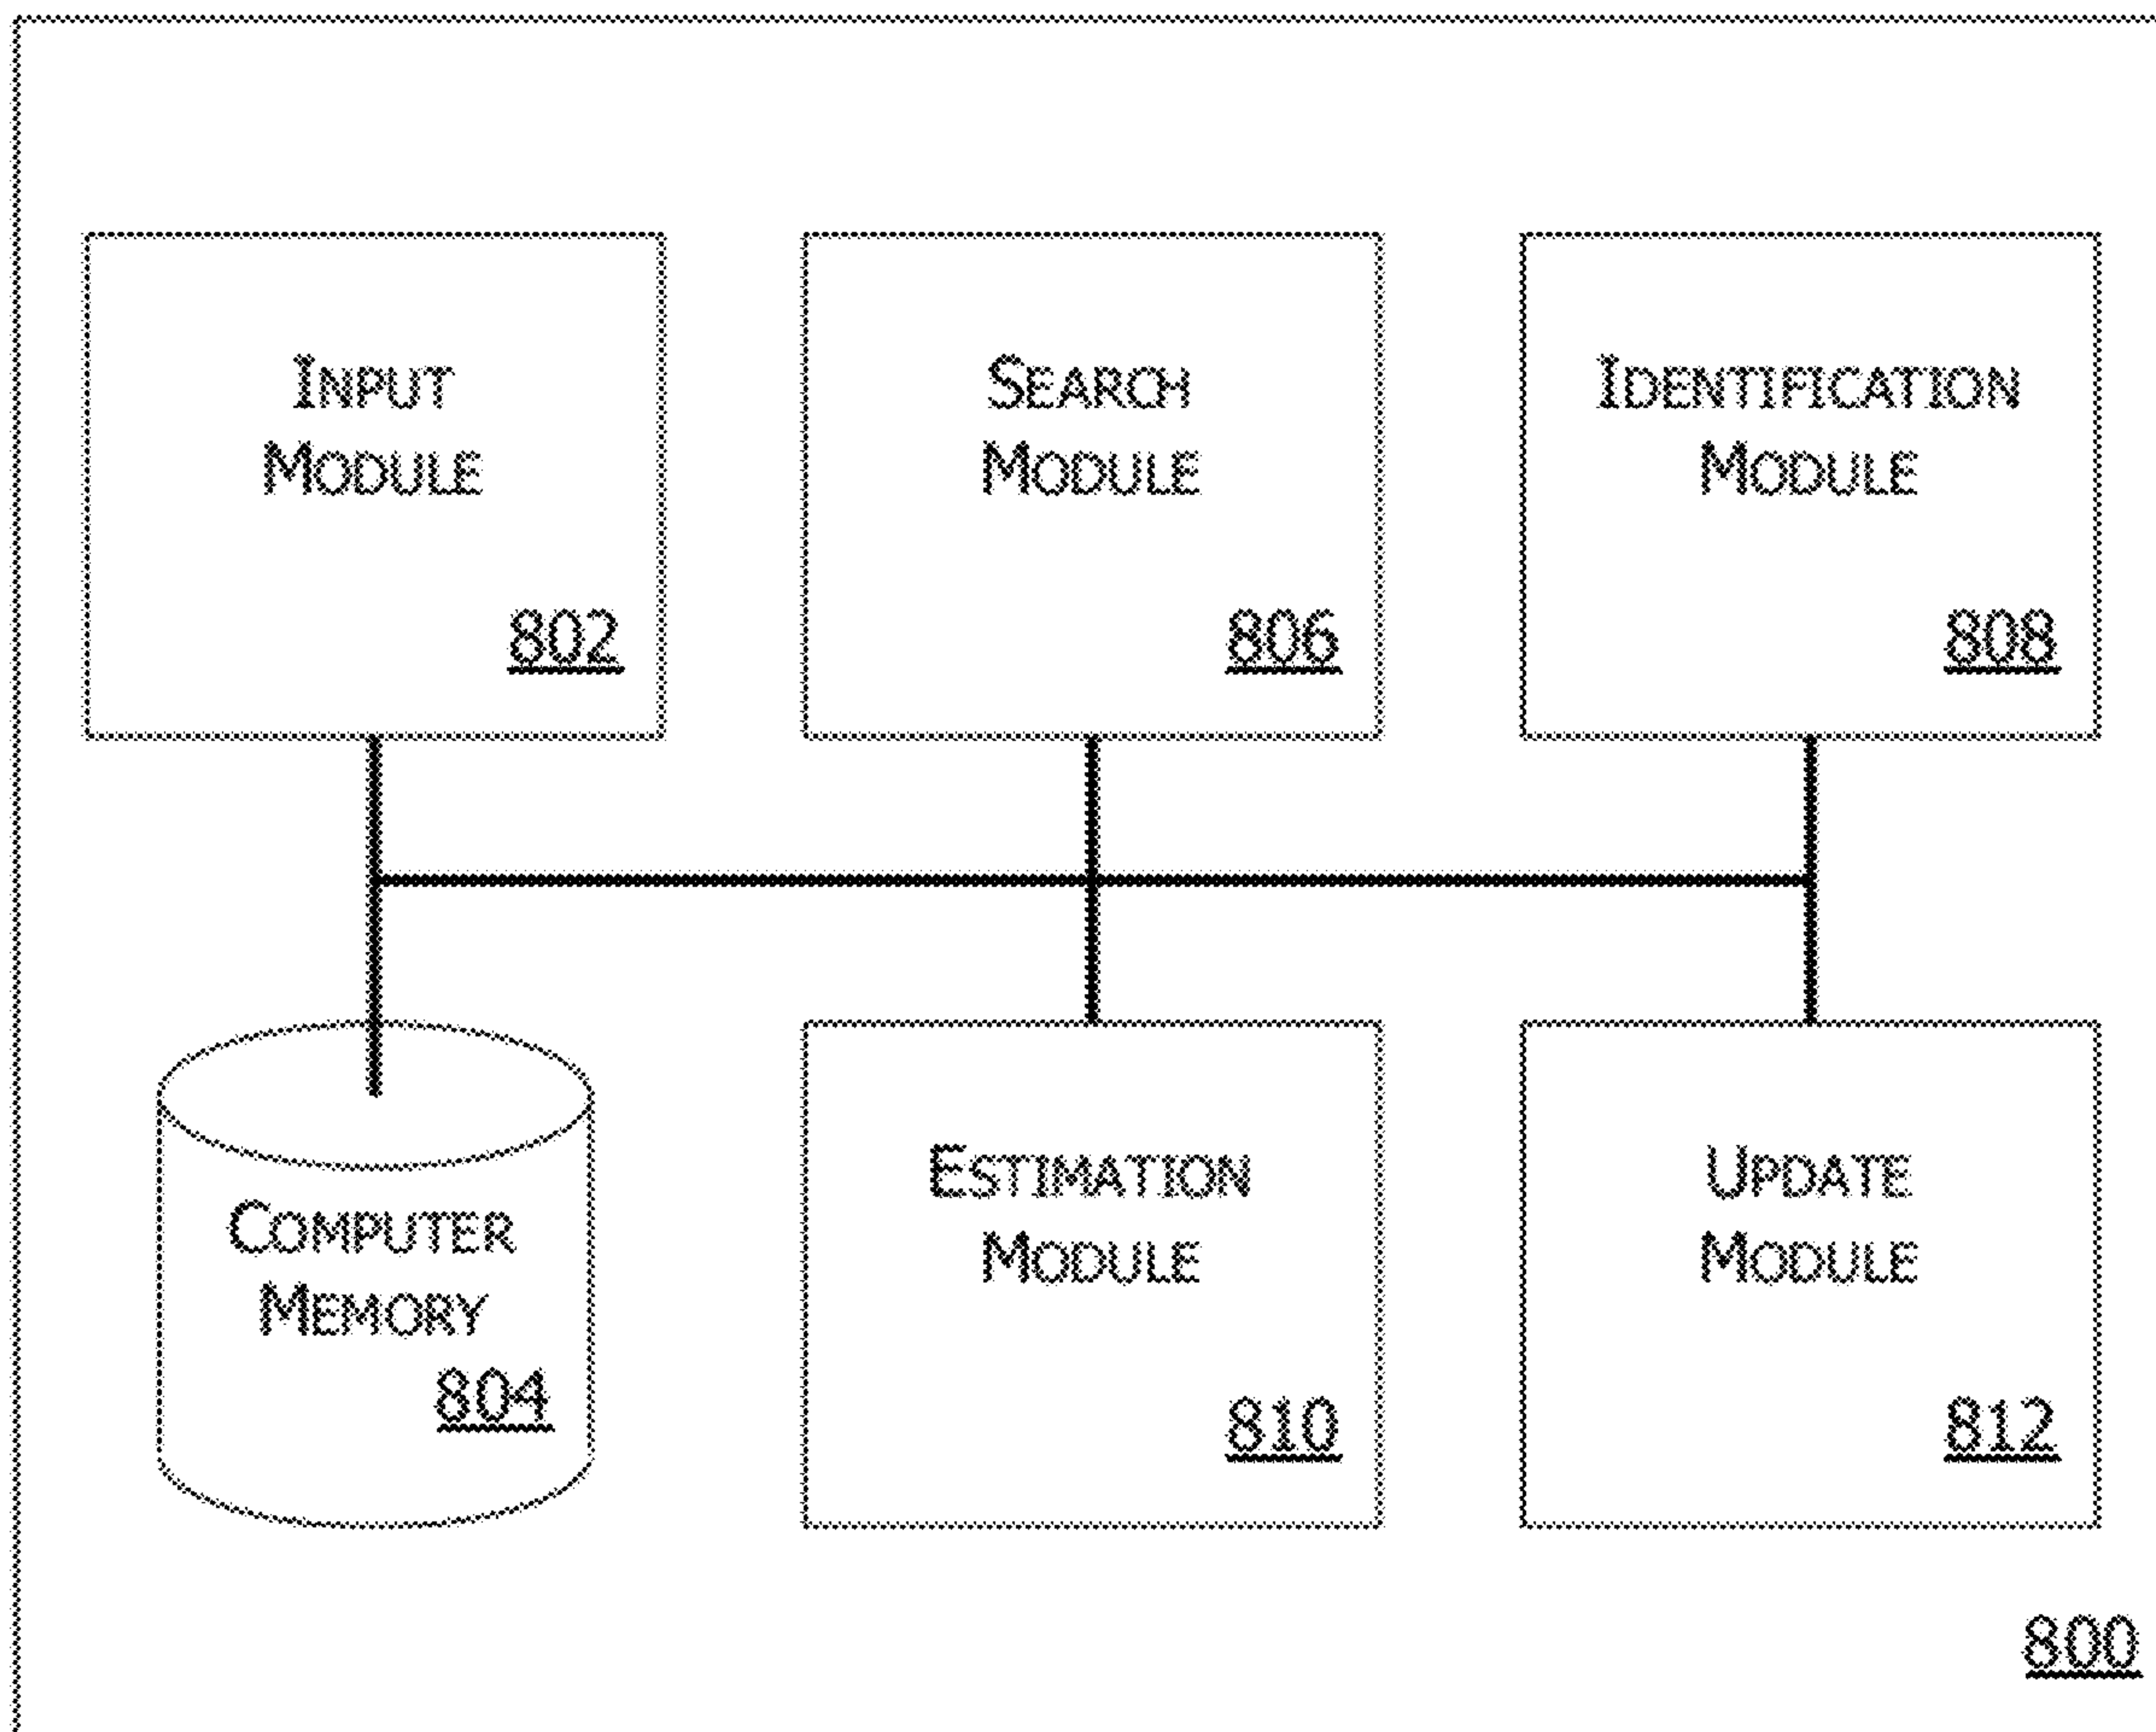 INPUT
MODULE
802
SEARCH
MODULE
806
IDENTIFICATION
MODULE
808
COMPUTER
MEMORY
804
ESTIMATION
MODULE
810
UPDATE
MODULE
812
800